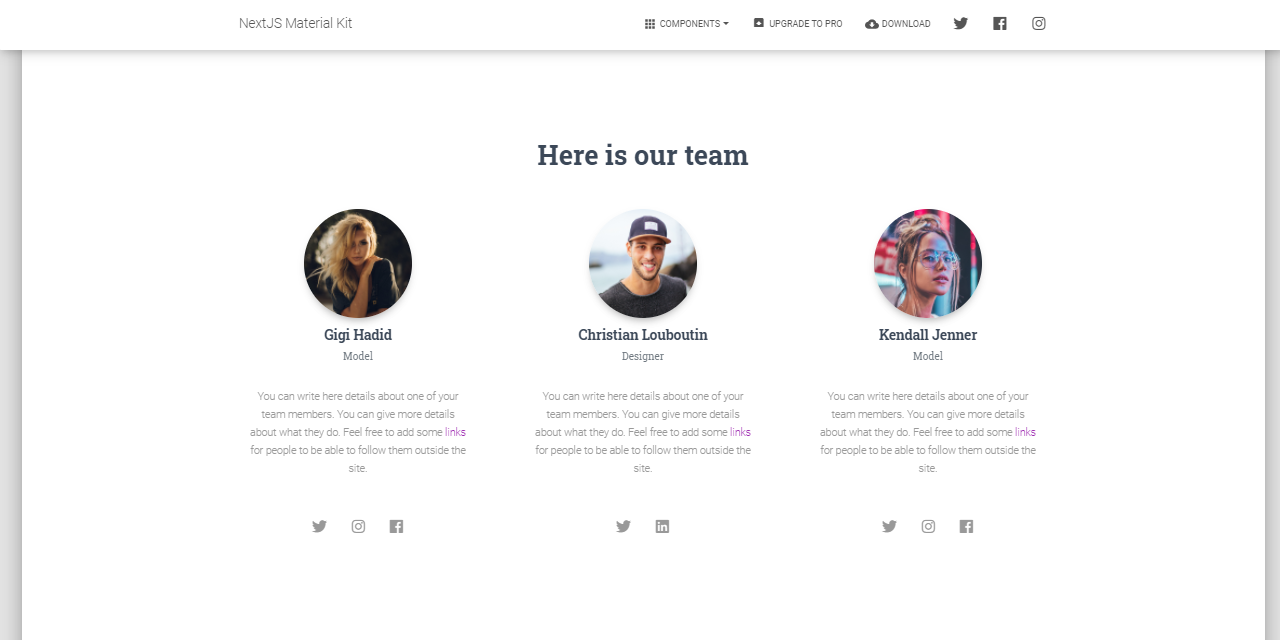 NextJS Material Kit
COMPONENTS
UPGRADE TO PRO
DOWNLOAD
Here is our team
Gigi Hadid
Model
You can write here details about one of your
team members. You can give more details
about what they do. Feel free to add some links
for people to be able to follow them outside the
site.
Christian Louboutin
Designer
You can write here details about one of your
team members. You can give more details
about what they do. Feel free to add some links
for people to be able to follow them outside the
site.
Kendall Jenner
Model
You can write here details about one of your
team members. You can give more details
about what they do. Feel free to add some links
for people to be able to follow them outside the
site.